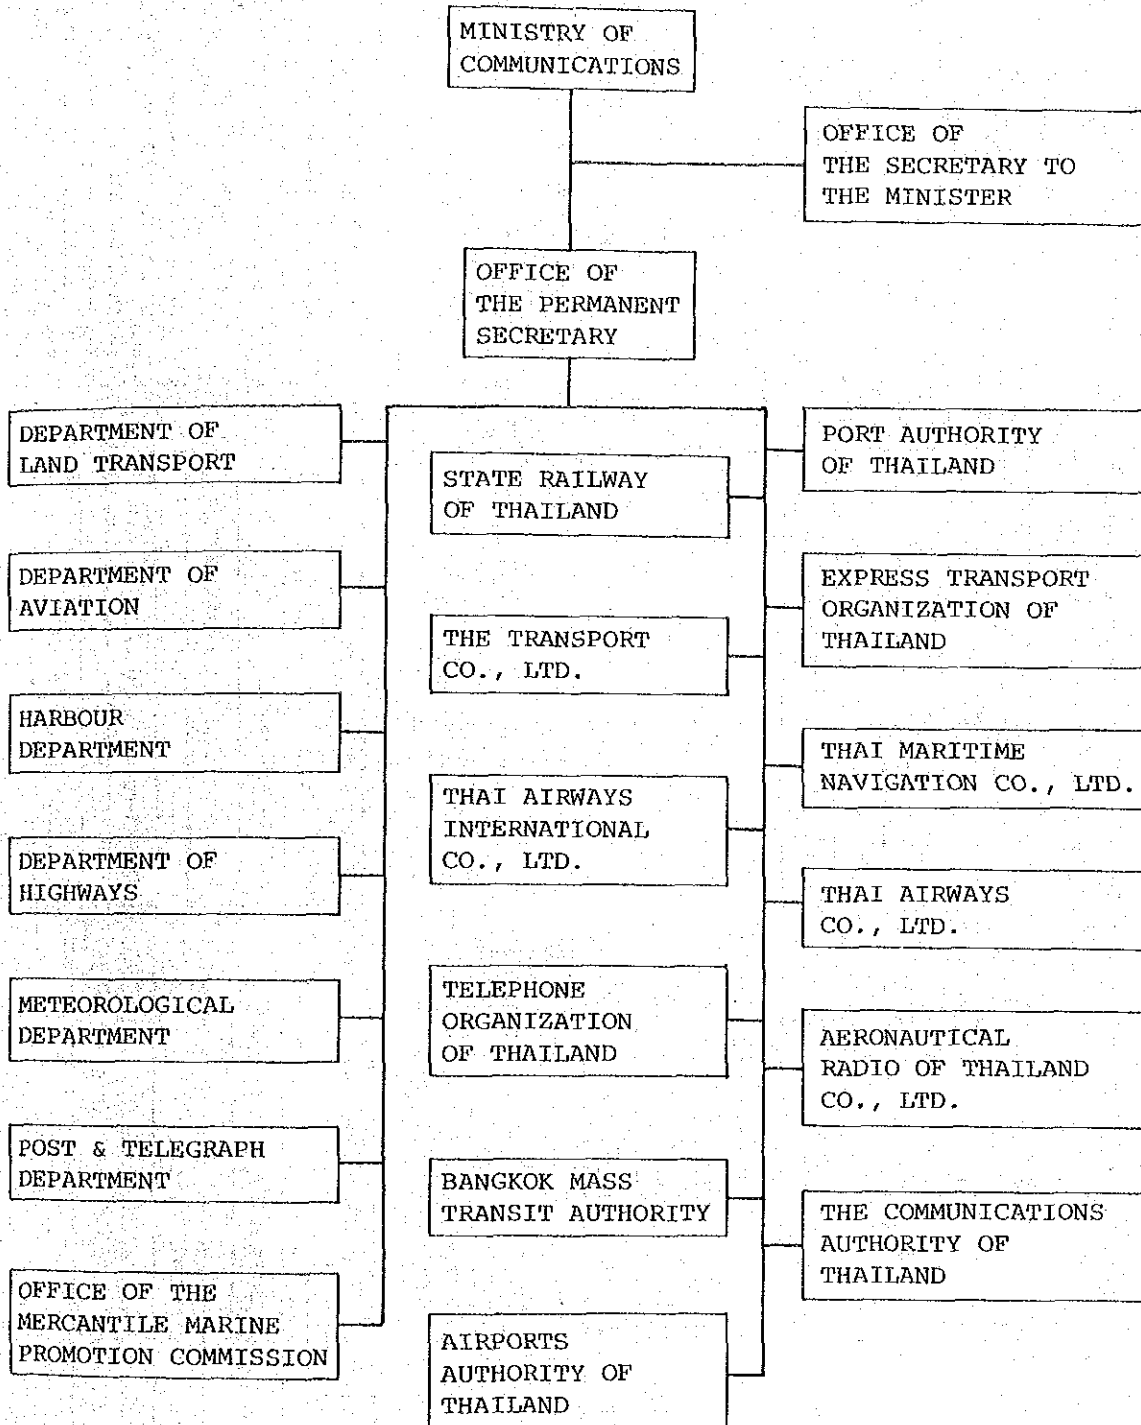 MINISTRY OF
COMMUNICATIONS
OFFICE OF
THE SECRETARY TO
THE MINISTER
OFFICE OF
THE PERMANENT
SECRETARY
DEPARTMENT OF
LAND TRANSPORT
DEPARTMENT OF
AVIATION
HARBOUR
DEPARTMENT
DEPARTMENT OF
HIGHWAYS
METEOROLOGICAL
DEPARTMENT
POST & TELEGRAPH
DEPARTMENT
OFFICE OF THE
MERCANTILE MARINE
PROMOTION COMMISSION
STATE RAILWAY
OF THAILAND
THE TRANSPORT
CO., LTD.
THAI AIRWAYS
INTERNATIONAL
CO., LTD.
TELEPHONE
ORGANIZATION
OF THAILAND
BANGKOK MASS
TRANSIT AUTHORITY
AIRPORTS
AUTHORITY OF
THAILAND
PORT AUTHORITY
OF THAILAND
EXPRESS TRANSPORT
ORGANIZATION OF
THAILAND
THAI MARITIME
NAVIGATION CO., LTD.
THAI AIRWAYS
CO., LTD.
AERONAUTICAL
RADIO OF THAILAND
CO., LTD.
THE COMMUNICATIONS
AUTHORITY OF
THAILAND